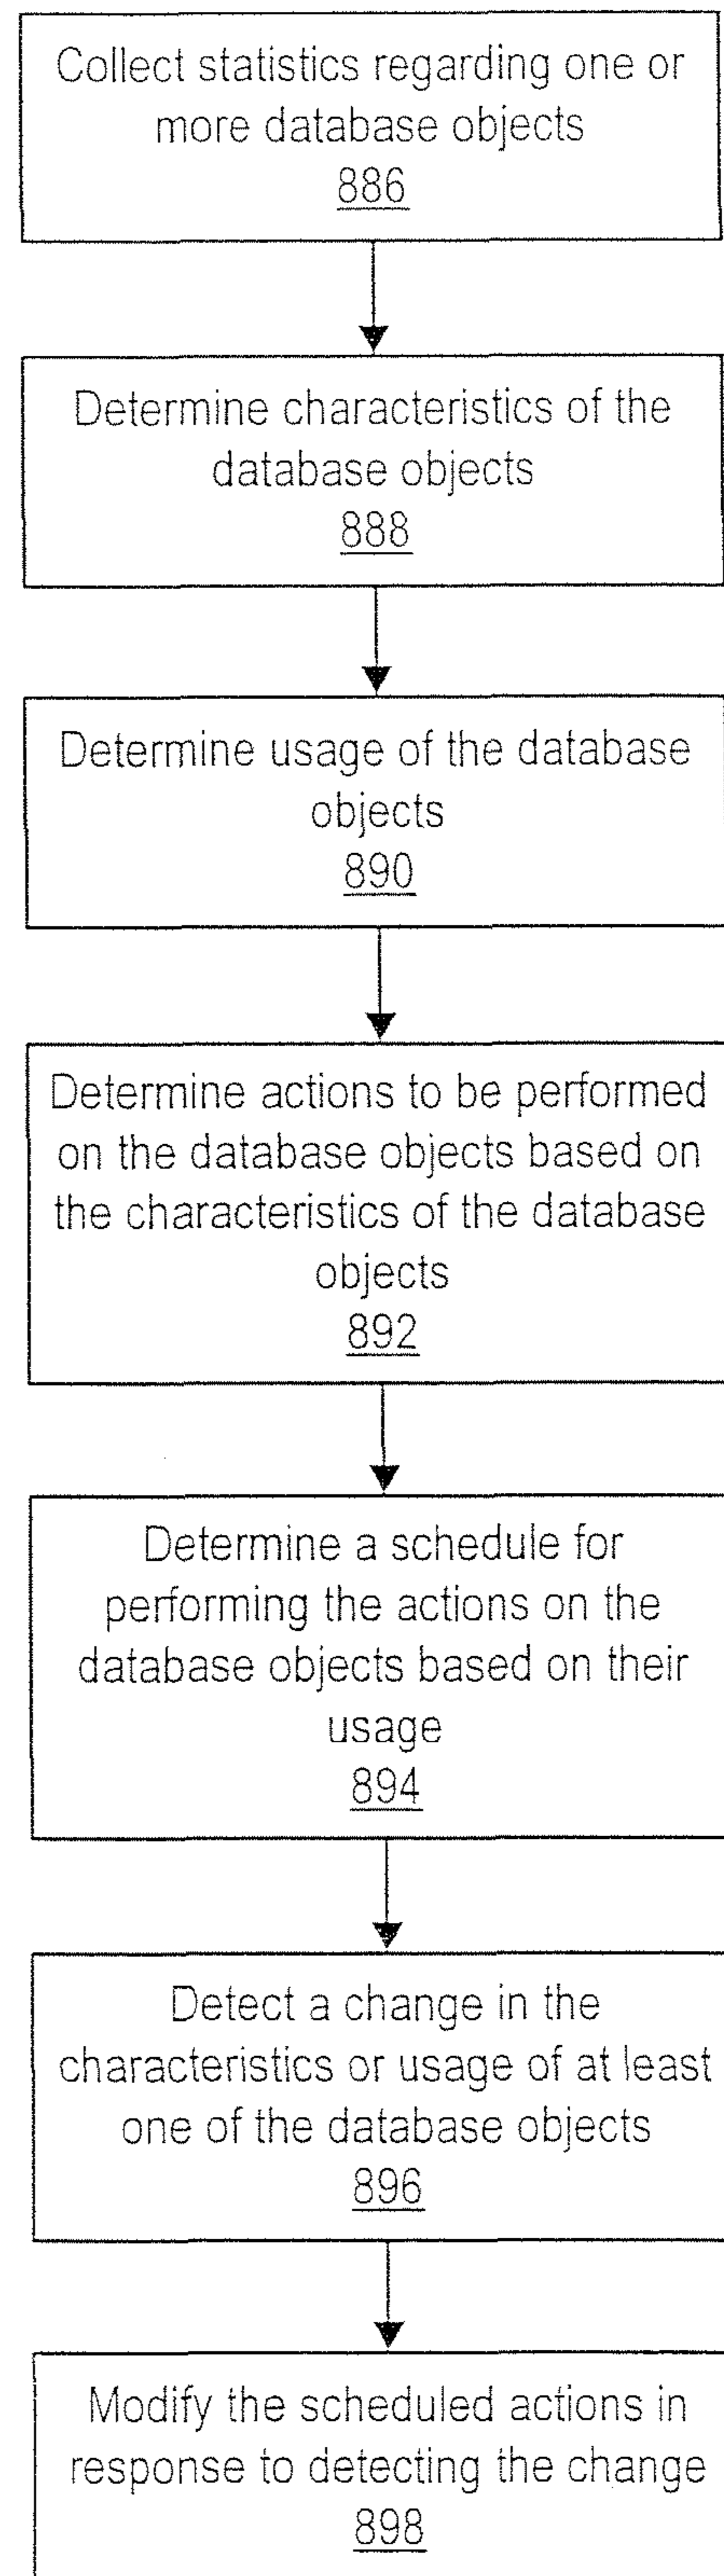 Collect statistics regarding one or
more database objects
886
Determine characteristics of the
database objects
888
Determine usage of the database
objects
890
Determine actions to be performed
on the database objects based on
the characteristics of the database
objects
892
Determine a schedule for
performing the actions on the
database objects based on their
usage
894
Detect a change in the
characteristics or usage of at least
one of the database objects
896
Modify the scheduled actions in
response to detecting the change
898